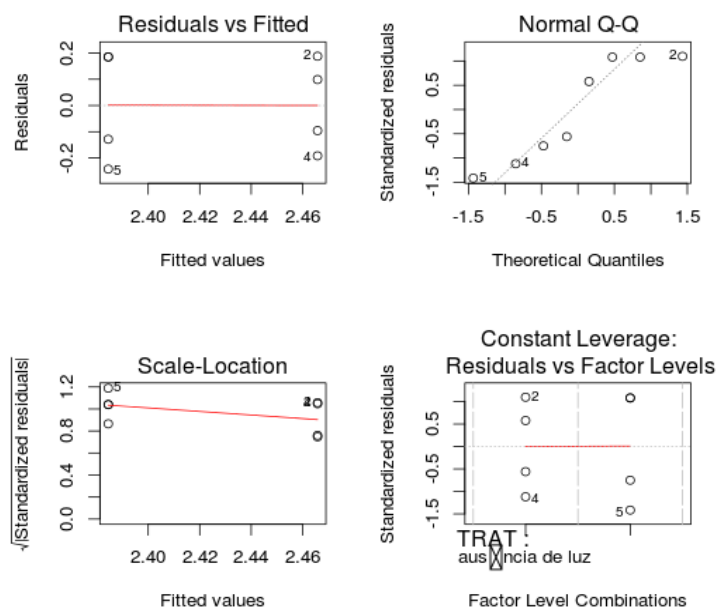 Residuals vs Fitted
Residuals
0.2
0.0
-0.2
2
4
5
2.40 2.42 2.44 2.46
Fitted values
Normal Q-Q
Standardized residuals
0.5
-0.5
-1.5
2
4
5
-1.5 -0.5 0.5 1.5
Theoretical Quantiles
Scale-Location
√|Standardized residuals|
1.2
0.8
0.4
0.0
5
2.40 2.42 2.44 2.46
Fitted values
Constant Leverage:
Residuals vs Factor Levels
Standardized residuals
0.5
-0.5
-1.5
2
4
5
TRAT :
de luz
Factor Level Combinations